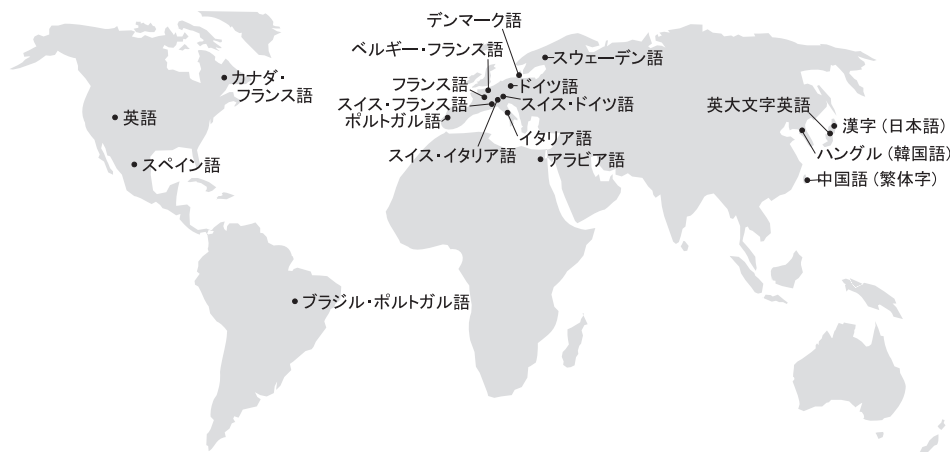 デンマーク語
ベルギー・フランス語
スウェーデン語
カナダ・
フランス語
フランス語
ドイツ語
スイス・フランス語
スイス・ドイツ語
英大文字英語
英語
ポルトガル語
漢字（日本語）
イタリア語
スイス・イタリア語
ハングル（韓国語）
スペイン語
アラビア語
中国語（繁体字）
ブラジル・ポルトガル語